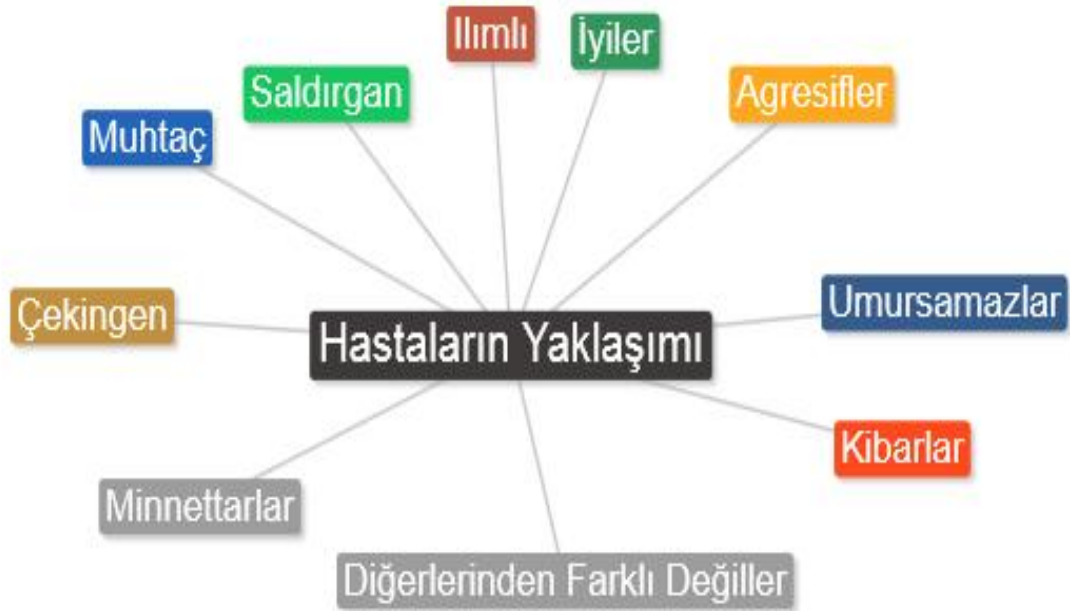 Ilımlı
İyiler
Saldırgan
Agresifler
Muhtaç
Çekingen
Umursamazlar
Hastaların Yaklaşımı
Kibarlar
Minnettarlar
Diğerlerinden Farklı Değiller